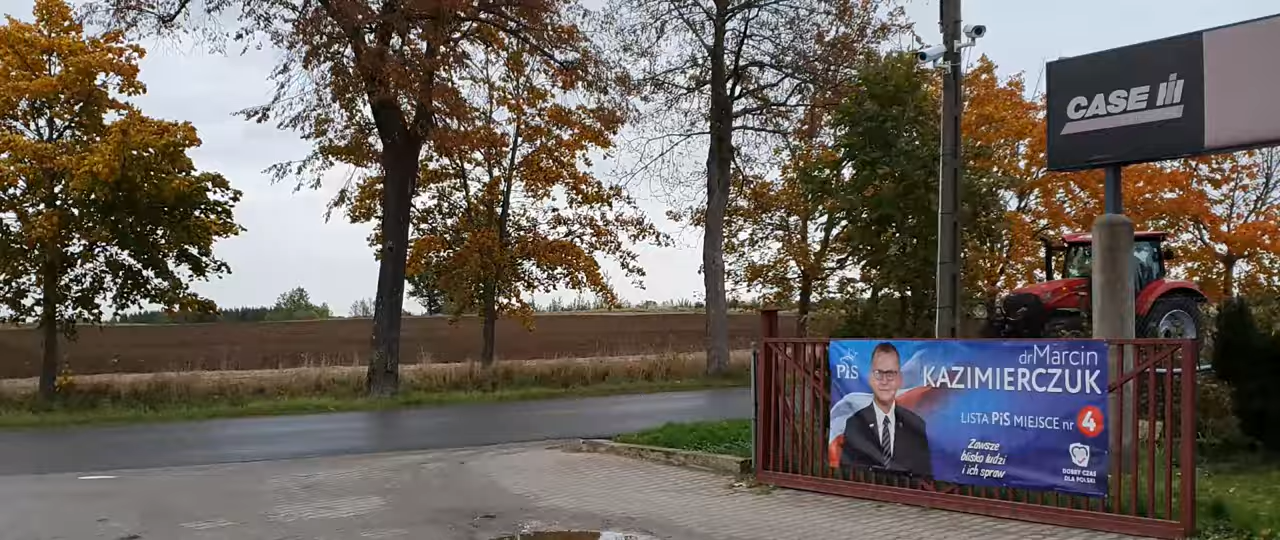 CASE III
PiS
dr Marcin
KAZIMIERCZUK
LISTA PiS MIEJSCE nr 4
Zawsze
blisko ludzi
i ich spraw
DOBRY CZAS
DLA POLSKI